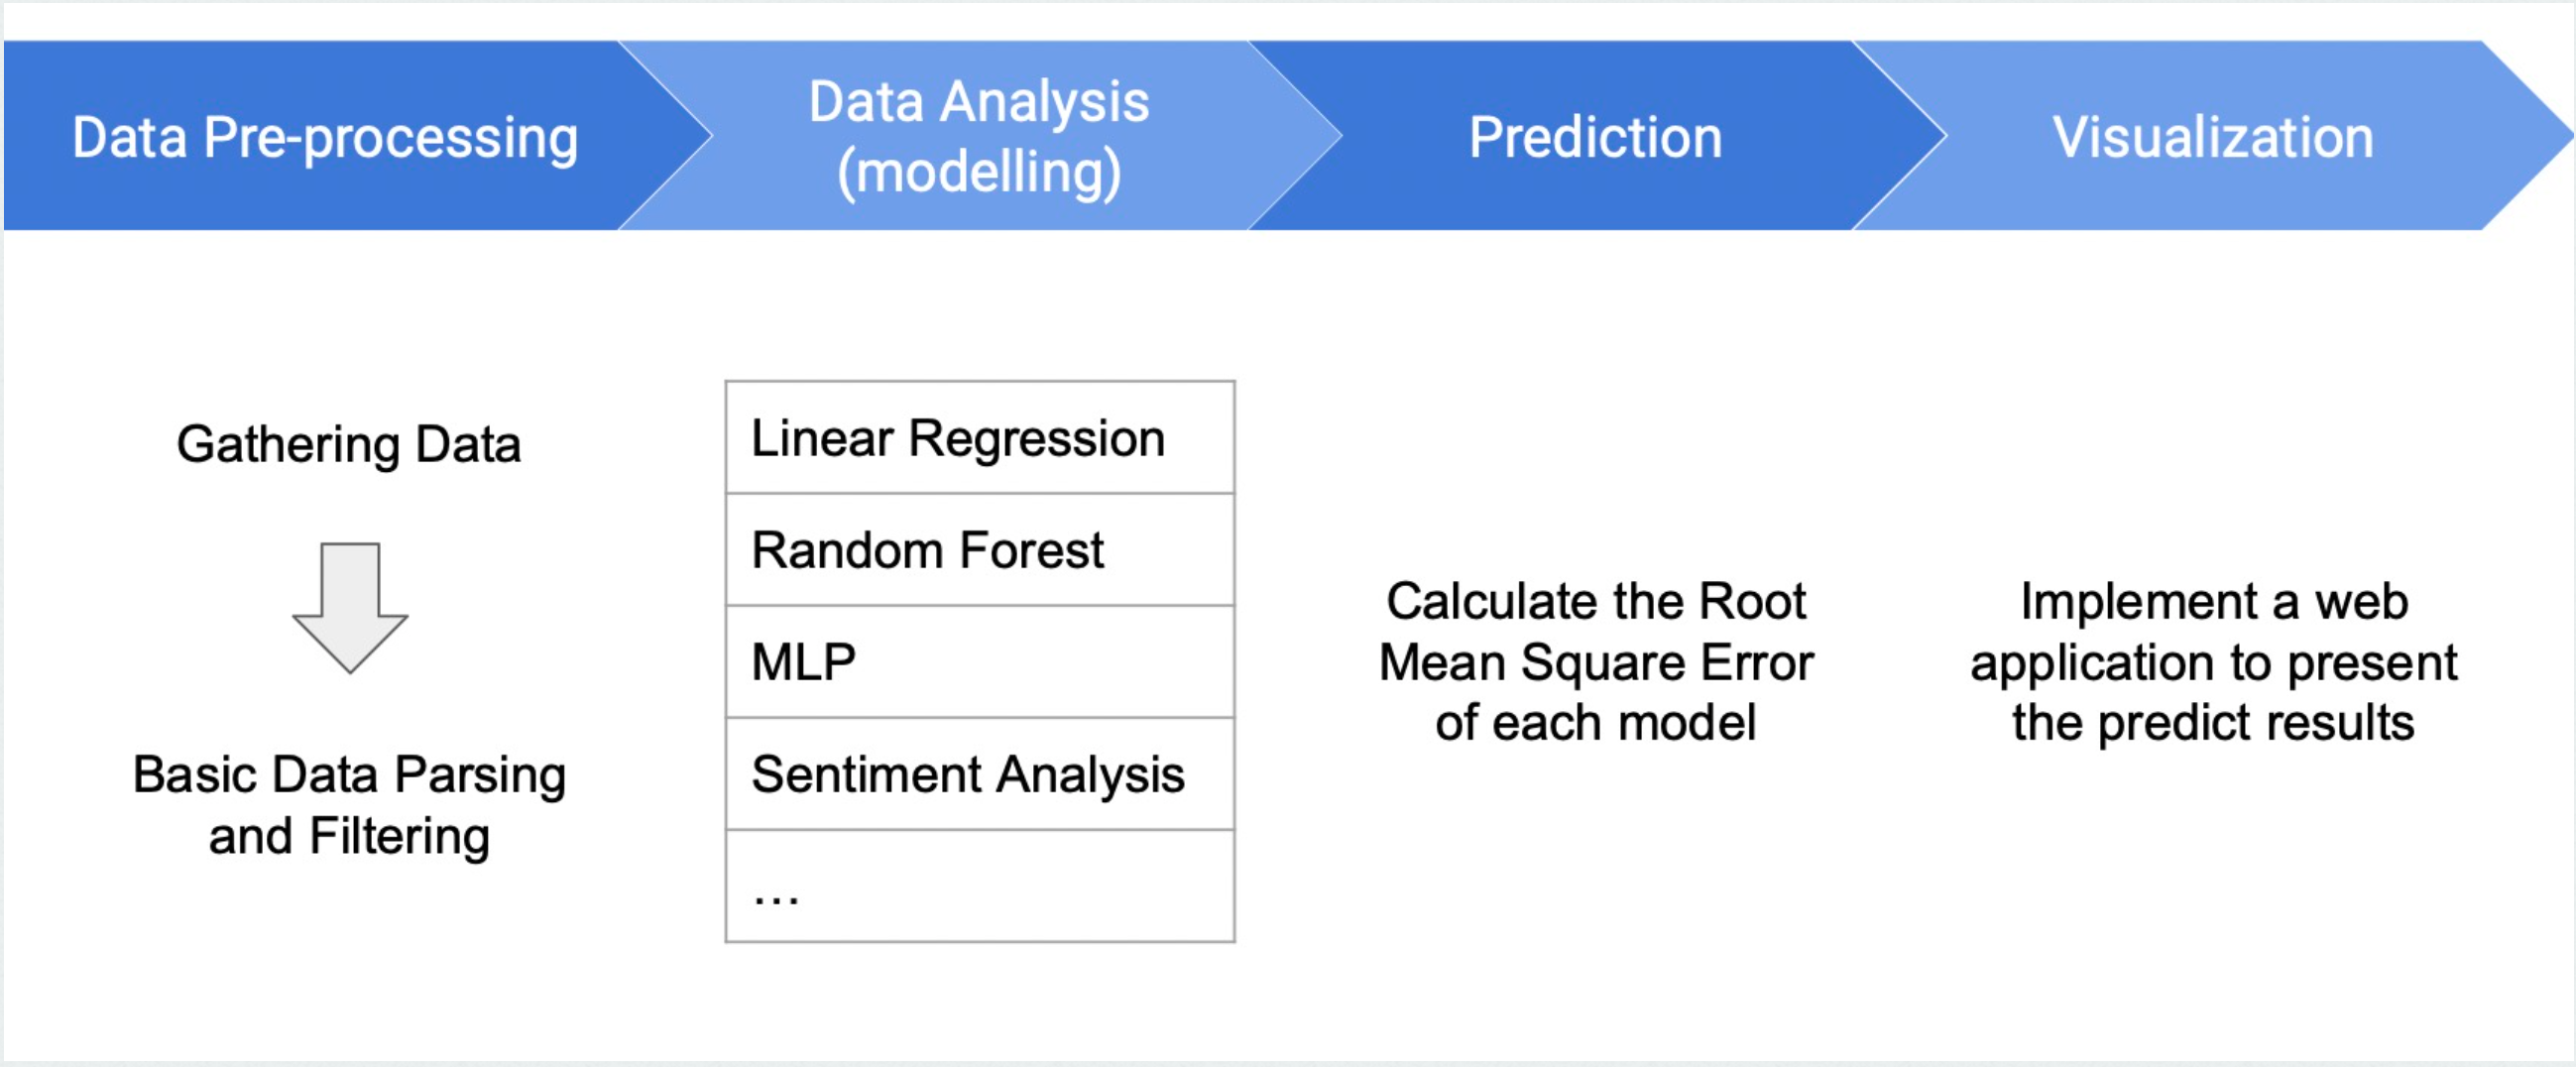 Data Pre-processing
Data Analysis
(modelling)
Prediction
Visualization
Gathering Data
Basic Data Parsing
and Filtering
Linear Regression
Random Forest
MLP
Sentiment Analysis
...
Calculate the Root
Mean Square Error
of each model
Implement a web
application to present
the predict results